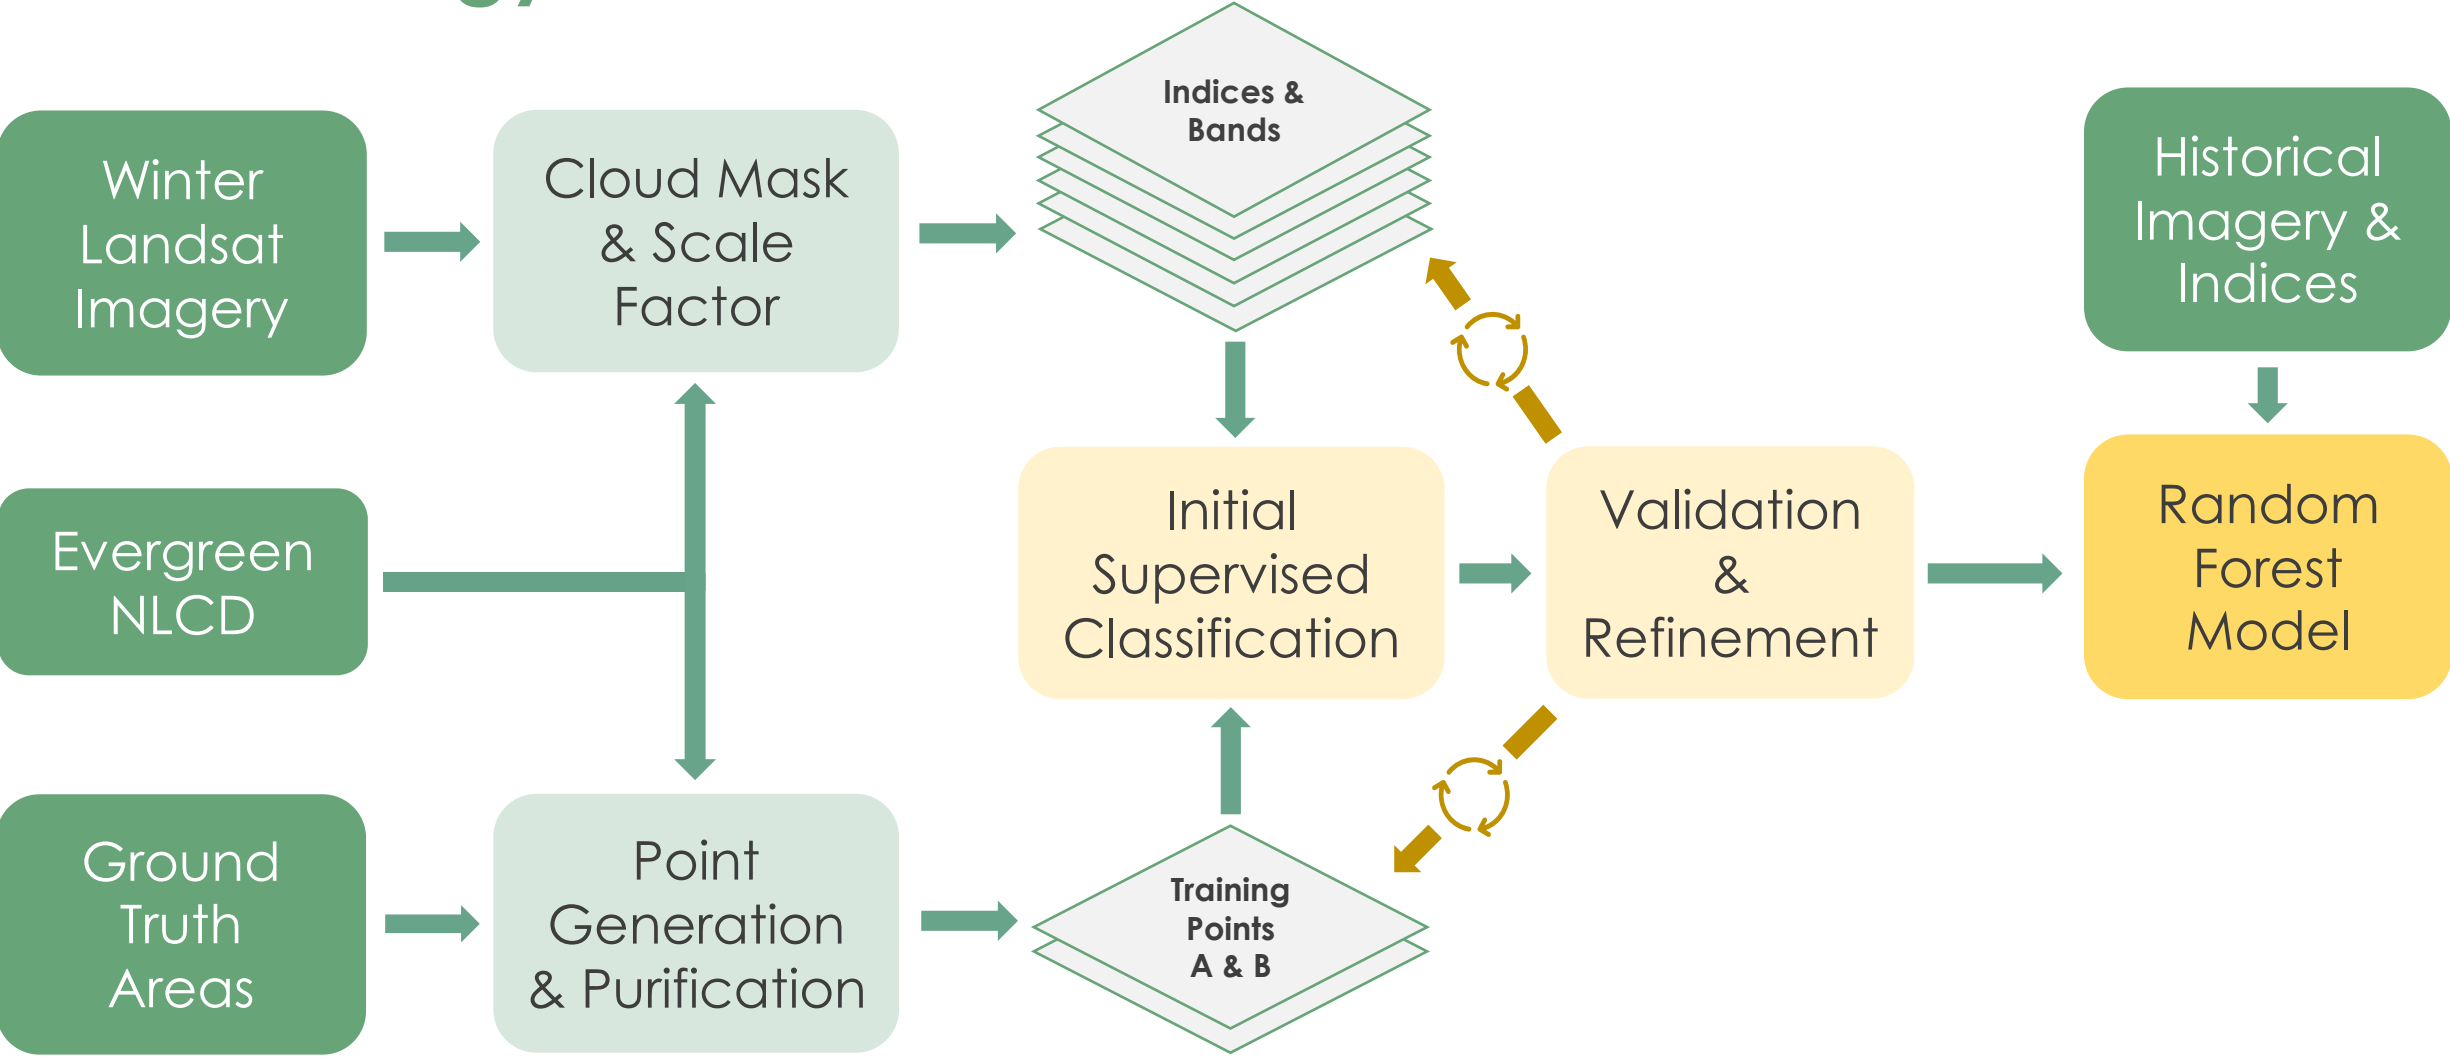 Indices &
Bands
Winter
Landsat
Imagery
Cloud Mask
& Scale
Factor
Historical
Imagery &
Indices
Evergreen
NLCD
Initial
Supervised
Classification
Validation
&
Refinement
Random
Forest
Model
Ground
Truth
Areas
Point
Generation
& Purification
Training
Points
A & B